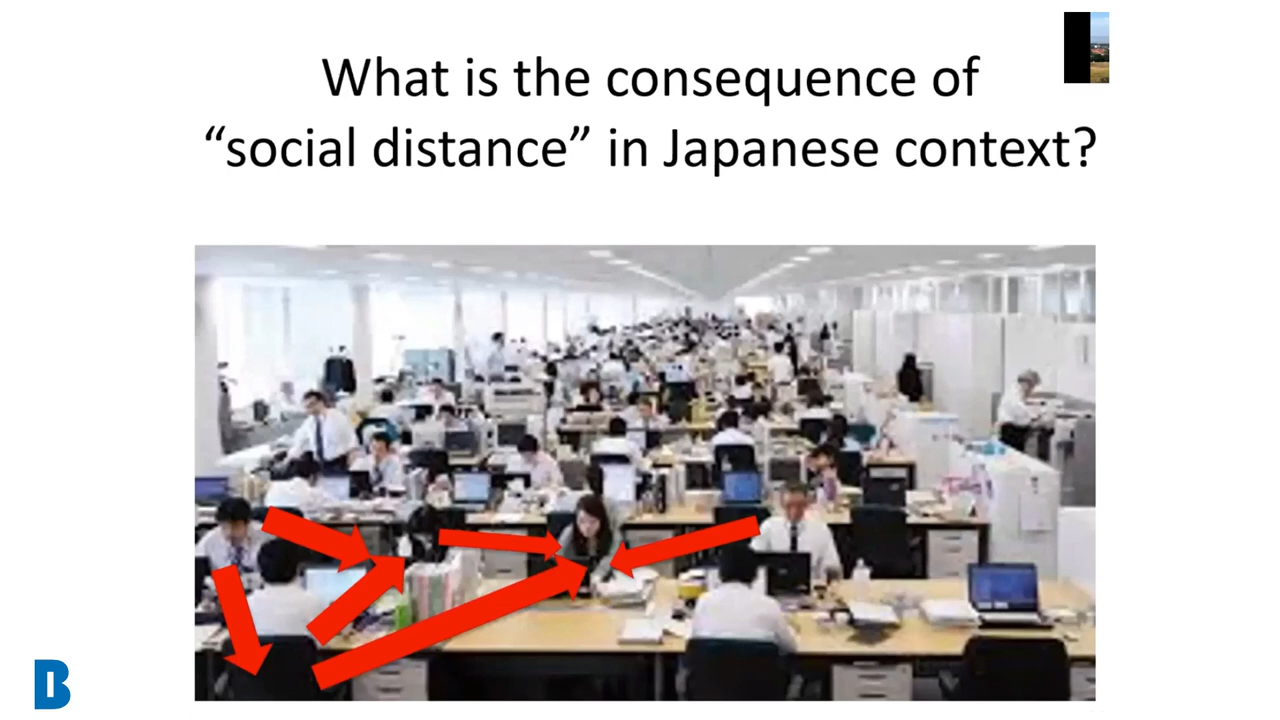 What is the consequence of
“social distance” in Japanese context?
B